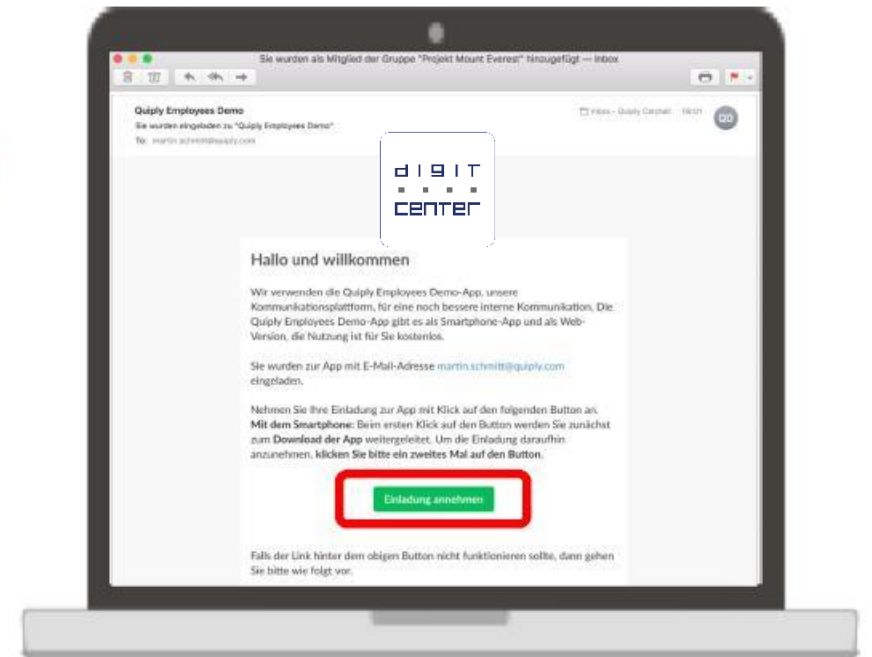 Sie wurden als Mitglied der Gruppe "Projekt Mount Everest" hinzugefügt — Inbox
Quiply Employees Demo
Sie wurden eingeladen zu "Quiply Employees Demo"
To: martin.schmitt@quiply.com
Inbox - Quiply
QD
digiT
center
Hallo und willkommen
Wir verwenden die Quiply Employees Demo-App, unsere
Kommunikationsplattform, für eine noch bessere interne Kommunikation. Die
Quiply Employees Demo-App gibt es als Smartphone-App und als Web-
Version, die Nutzung ist für Sie kostenlos.
Sie wurden zur App mit E-Mail-Adresse martin.schmitt@quiply.com
eingeladen.
Nehmen Sie Ihre Einladung zur App mit Klick auf den folgenden Button an.
Mit dem Smartphone: Beim ersten Klick auf den Button werden Sie zunächst
zum Download der App weitergeleitet. Um die Einladung daraufhin
anzunehmen, klicken Sie bitte ein zweites Mal auf den Button.
Einladung annehmen
Falls der Link hinter dem obigen Button nicht funktionieren sollte, dann gehen
Sie bitte wie folgt vor.